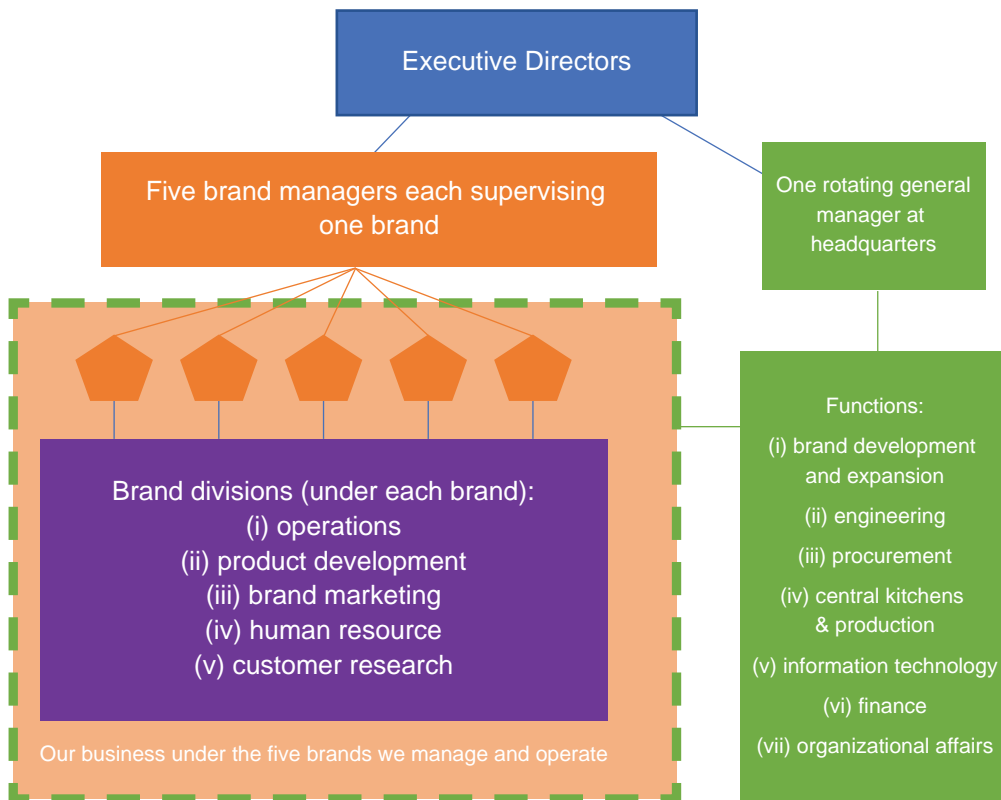 Executive Directors
Five brand managers each supervising
one brand
One rotating general
manager at
headquarters
Brand divisions (under each brand):
(i) operations
(ii) product development
(iii) brand marketing
(iv) human resource
(v) customer research
Our business under the five brands we manage and operate
Functions:
(i) brand development
and expansion
(ii) engineering
(iii) procurement
(iv) central kitchens
& production
(v) information technology
(vi) finance
(vii) organizational affairs